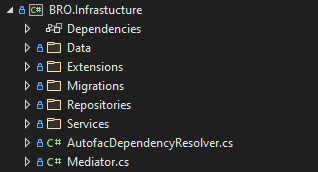 C# BRO.Infrastucture
Dependencies
Data
Extensions
Migrations
Repositories
Services
C# AutofacDependencyResolver.cs
C# Mediator.cs